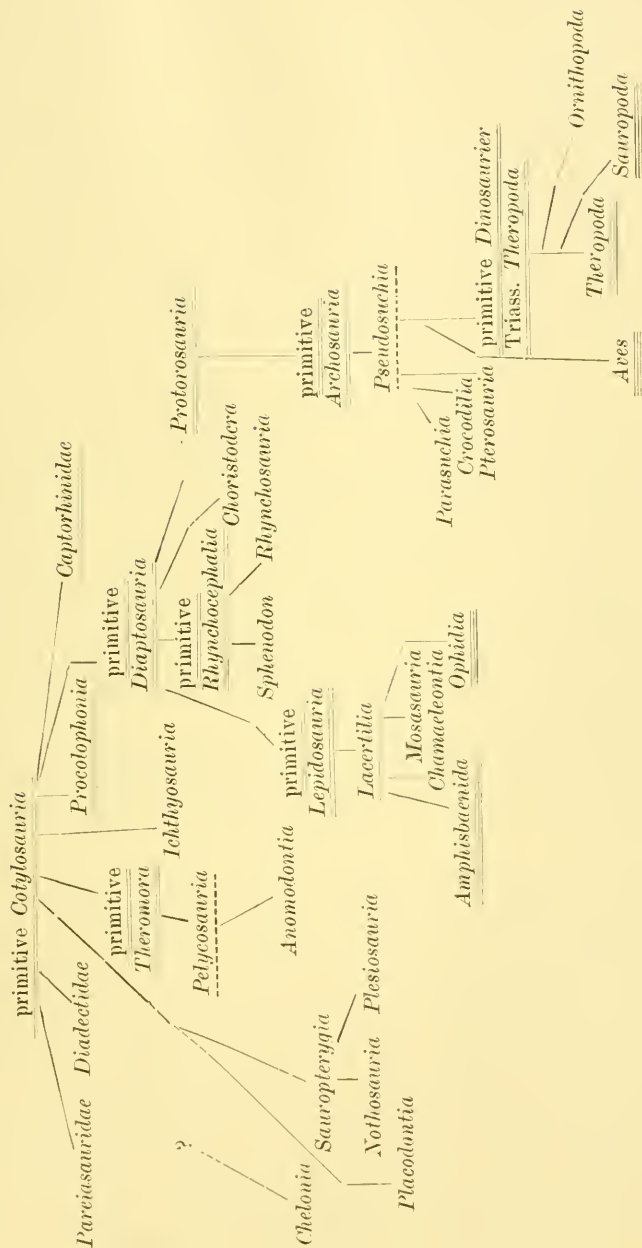 primitive Cotylosauria
Pareiasauridae
Diadectidae
Procolophonia
Captorhinidae
primitive
Theromora
Pelycosauria
Anomodontia
Ichthyosauria
primitive
Diaptosauria
primitive
Rhynchocephalia
Choristodera
Sphenodon
Rhynchosauria
Protorosauria
?
Chelonia
Sauropterygia
Nothosauria
Plesiosauria
Placodontia
primitive
Lepidosauria
Lacertilia
Amphisbaenida
Mosasauria
Chamaeleontia
Ophidia
primitive
Archosauria
Pseudosuchia
Parasuchia
Crocodilia
Pterosauria
primitive Dinosaurier
Triass. Theropoda
Aves
Theropoda
Sauropoda
Ornithopoda